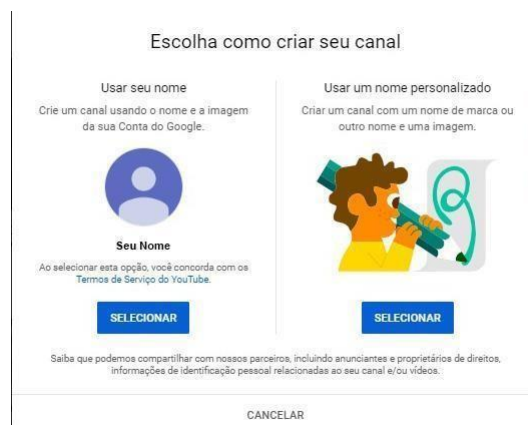 Escolha como criar seu canal
Usar seu nome
Crie um canal usando o nome e a imagem
da sua Conta do Google.
Seu Nome
Ao selecionar esta opção, você concorda com os
Termos de Serviço do YouTube.
SELECIONAR
Usar um nome personalizado
Criar um canal com um nome de marca ou
outro nome e uma imagem.
SELECIONAR
Saiba que podemos compartilhar com nossos parceiros, incluindo anunciantes e proprietários de direitos,
informações de identificação pessoal relacionadas ao seu canal e/ou vídeos.
CANCELAR